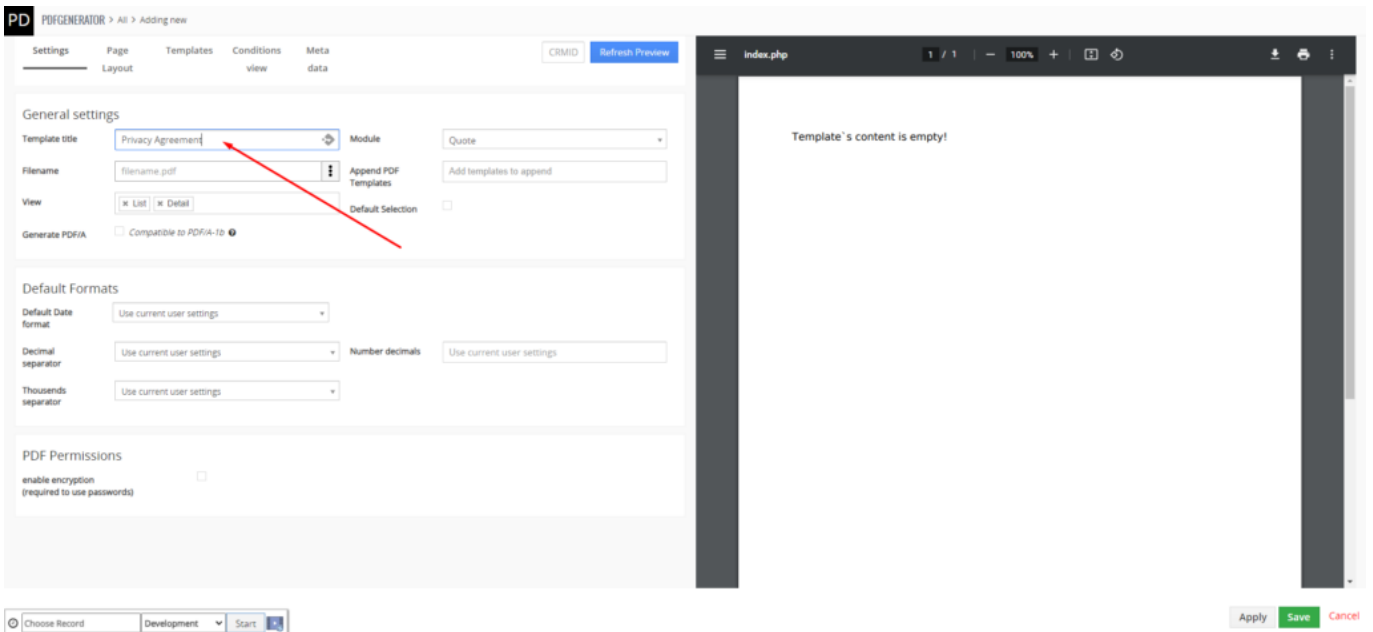 PD PDFGENERATOR > All > Adding new
Settings Page Layout Templates Conditions view Meta data CRMID Refresh Preview
index.php 1 / 1 − 100% +
General settings
Template title Privacy Agreement Module Quote
Filename filename.pdf Append PDF Templates Add templates to append
View × List × Detail Default Selection
Generate PDF/A Compatible to PDF/A-1b
Template`s content is empty!
Default Formats
Default Date format Use current user settings
Decimal separator Use current user settings Number decimals Use current user settings
Thousends separator Use current user settings
PDF Permissions
enable encryption
(required to use passwords)
Choose Record Development Start
Apply Save Cancel